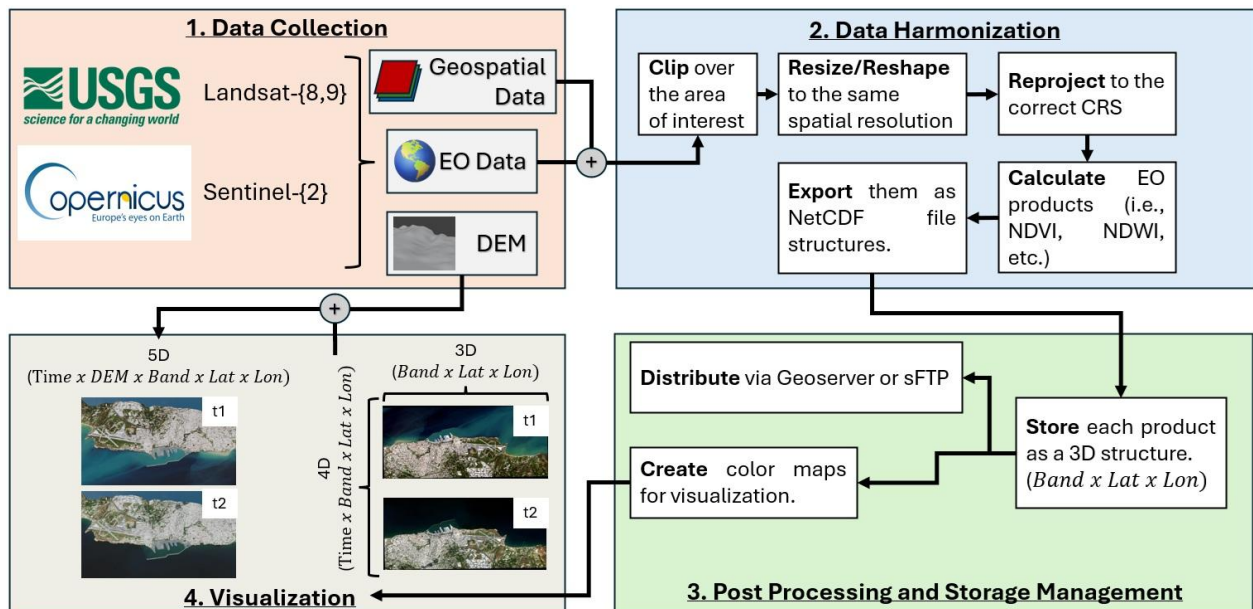 1. Data Collection
USGS
science for a changing world
Landsat-{8,9}
Copernicus
Europe's eyes on Earth
Sentinel-{2}
Geospatial
Data
EO Data
DEM
+
2. Data Harmonization
Clip over
the area
of interest
Resize/Reshape
to the same
spatial resolution
Reproject to the
correct CRS
Calculate EO
products (i.e.,
NDVI, NDWI,
etc.)
Export them as
NetCDF file
structures.
3. Post Processing and Storage Management
Store each product
as a 3D structure.
(Band x Lat x Lon)
Distribute via Geoserver or sFTP
Create color maps
for visualization.
+
4. Visualization
5D
(Time x DEM x Band x Lat x Lon)
t1
t2
4D
(Time x Band x Lat x Lon)
3D
(Band x Lat x Lon)
t1
t2